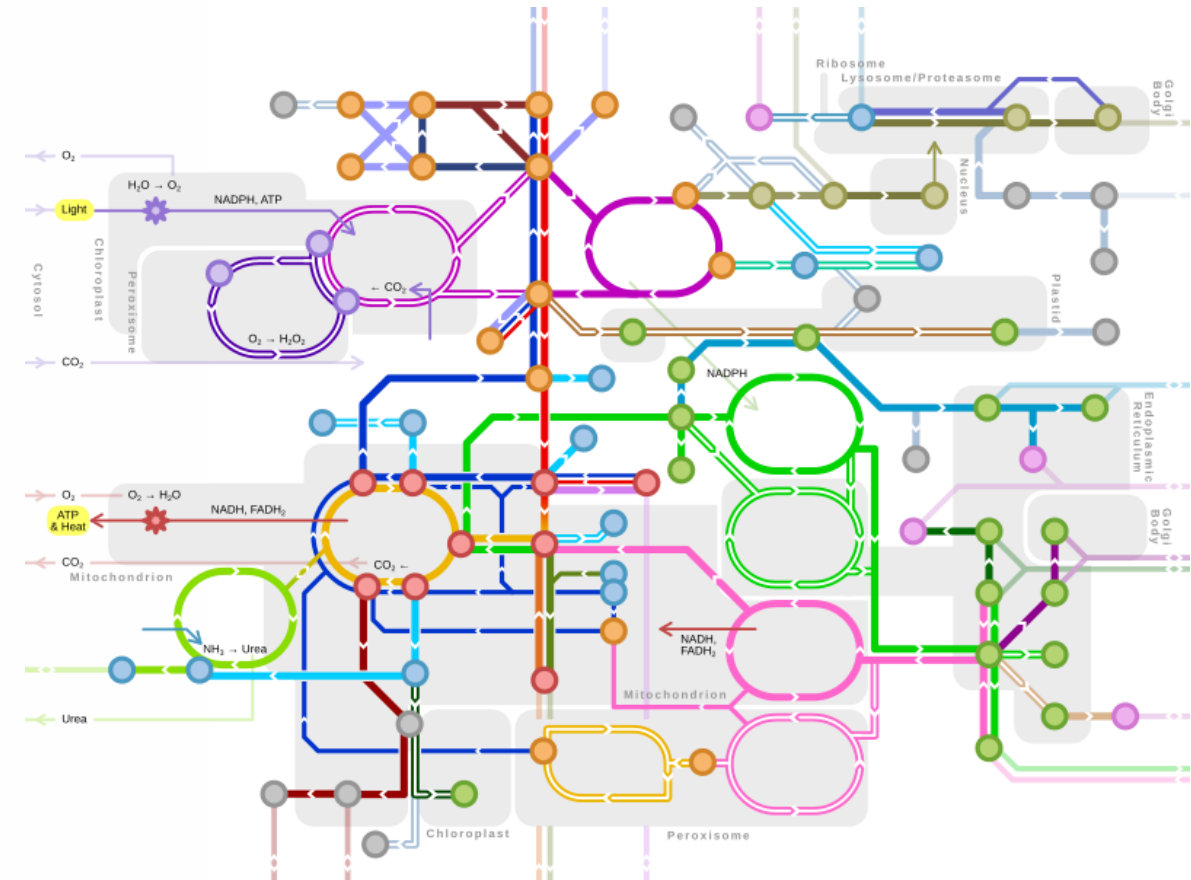 Ribosome
Lysosome/Proteasome
Golgi
Body
O₂
H₂O → O₂
Light
NADPH, ATP
Nucleus
Cytosol
Chloroplast
Peroxisome
← CO₂
O₂ → H₂O₂
CO₂
Plastid
NADPH
Endoplasmic
Reticulum
O₂
O₂ → H₂O
ATP
& Heat
NADH, FADH₂
CO₂
CO₂ ←
Mitochondrion
Golgi
Body
NH₃ → Urea
NADH,
FADH₂
Mitochondrion
Urea
Chloroplast
Peroxisome